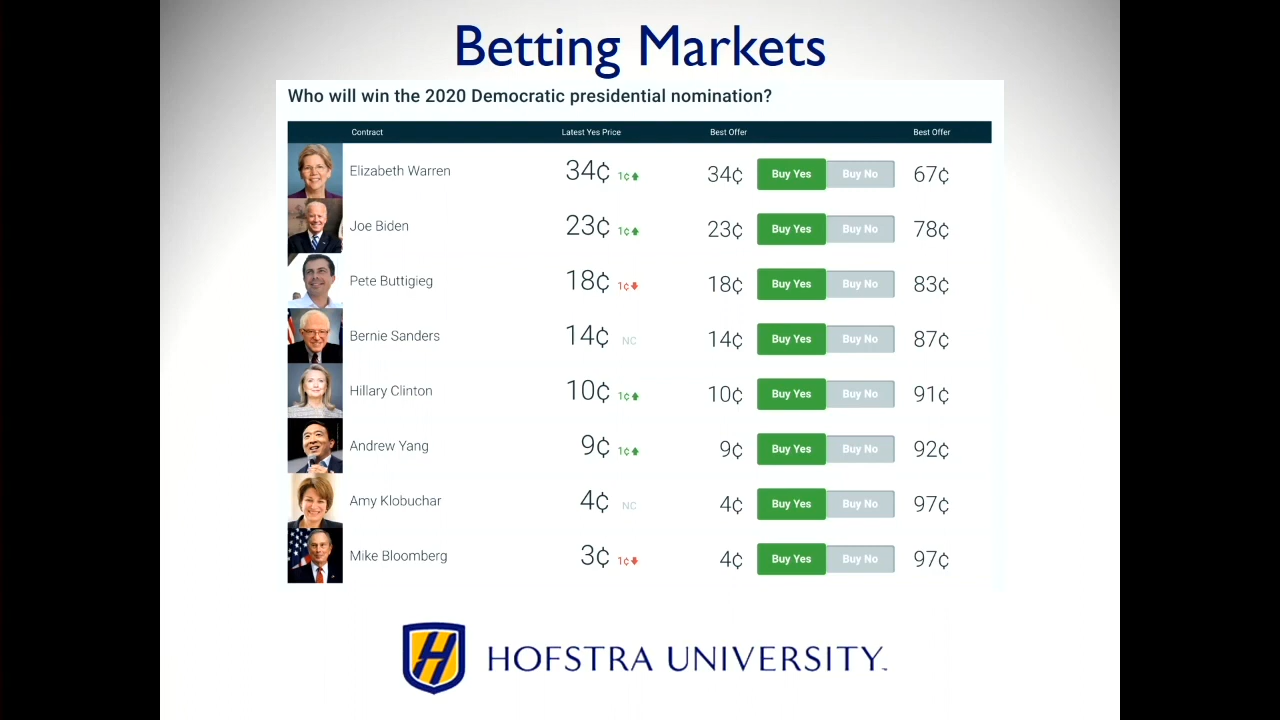 Betting Markets
Who will win the 2020 Democratic presidential nomination?
Contract Latest Yes Price Best Offer Best Offer
Elizabeth Warren 34¢ 1¢ 34¢ Buy Yes Buy No 67¢
Joe Biden 23¢ 1¢ 23¢ Buy Yes Buy No 78¢
Pete Buttigieg 18¢ 1¢ 18¢ Buy Yes Buy No 83¢
Bernie Sanders 14¢ NC 14¢ Buy Yes Buy No 87¢
Hillary Clinton 10¢ 1¢ 10¢ Buy Yes Buy No 91¢
Andrew Yang 9¢ 1¢ 9¢ Buy Yes Buy No 92¢
Amy Klobuchar 4¢ NC 4¢ Buy Yes Buy No 97¢
Mike Bloomberg 3¢ 1¢ 4¢ Buy Yes Buy No 97¢
H HOFSTRA UNIVERSITY™